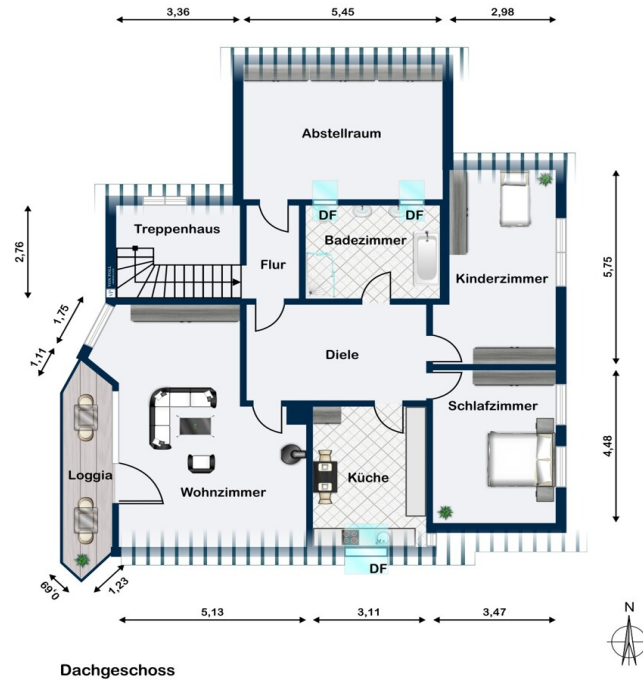 3,36
5,45
2,98
Abstellraum
DF
DF
Treppenhaus
Badezimmer
2,76
Flur
Kinderzimmer
5,75
1,75
1,11
Diele
Schlafzimmer
4,48
Loggia
Wohnzimmer
Küche
0,69
1,23
DF
5,13
3,11
3,47
N
Dachgeschoss